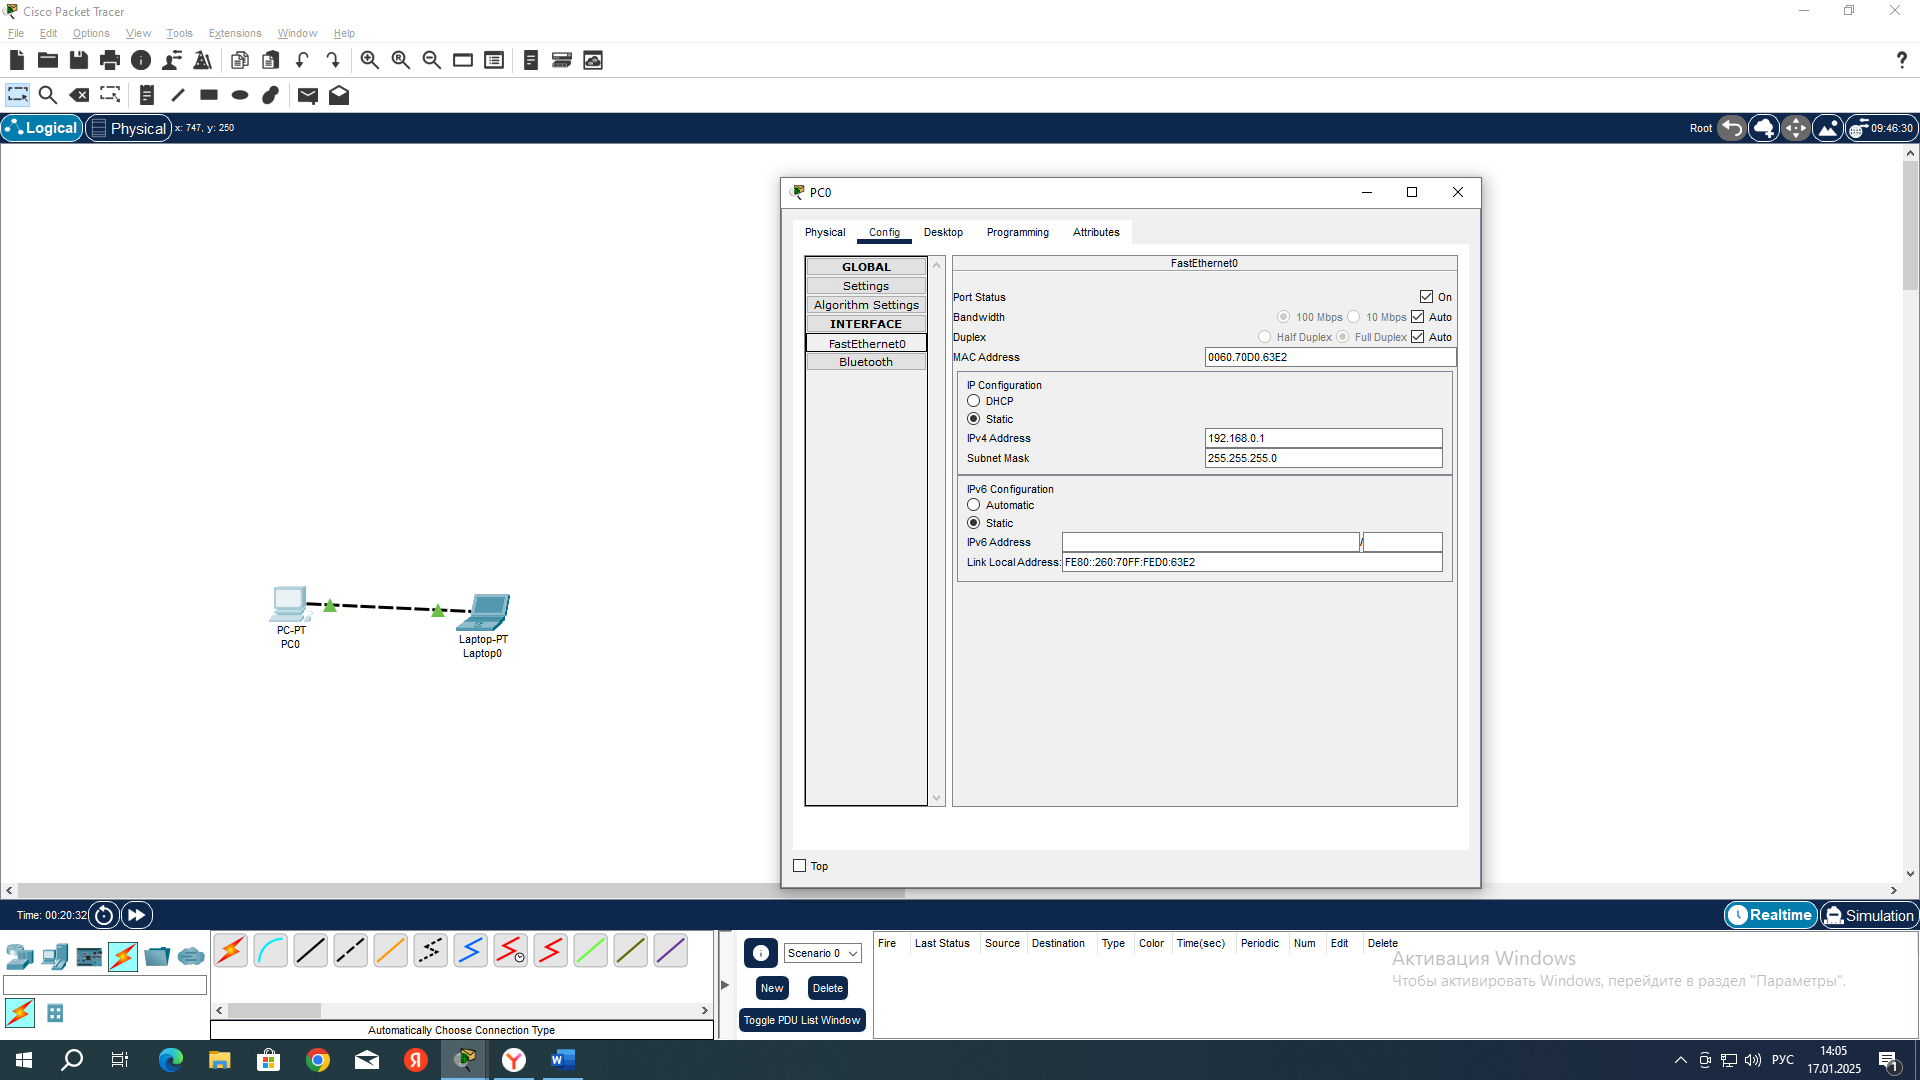 Cisco Packet Tracer
File Edit Options View Tools Extensions Window Help
Logical Physical x: 747, y: 250 Root 09:46:30
PC0
Physical Config Desktop Programming Attributes
GLOBAL
Settings
Algorithm Settings
INTERFACE
FastEthernet0
Bluetooth
FastEthernet0
Port Status On
Bandwidth 100 Mbps 10 Mbps Auto
Duplex Half Duplex Full Duplex Auto
MAC Address 0060.70D0.63E2
IP Configuration
DHCP
Static
IPv4 Address 192.168.0.1
Subnet Mask 255.255.255.0
IPv6 Configuration
Automatic
Static
IPv6 Address /
Link Local Address: FE80::260:70FF:FED0:63E2
Top
PC-PT
PC0
Laptop-PT
Laptop0
Time: 00:20:32 Realtime Simulation
Automatically Choose Connection Type
Scenario 0
New Delete
Toggle PDU List Window
Fire Last Status Source Destination Type Color Time(sec) Periodic Num Edit Delete
Активация Windows
Чтобы активировать Windows, перейдите в раздел "Параметры".
РУС
14:05
17.01.2025
1